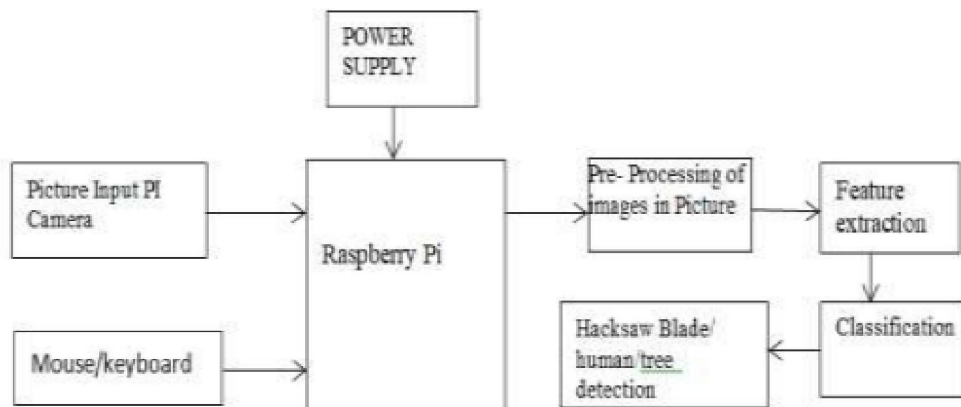 POWER
SUPPLY
Picture Input PI
Camera
Mouse/keyboard
Raspberry Pi
Pre- Processing of
images in Picture
Feature
extraction
Classification
Hacksaw Blade/
human/tree
detection